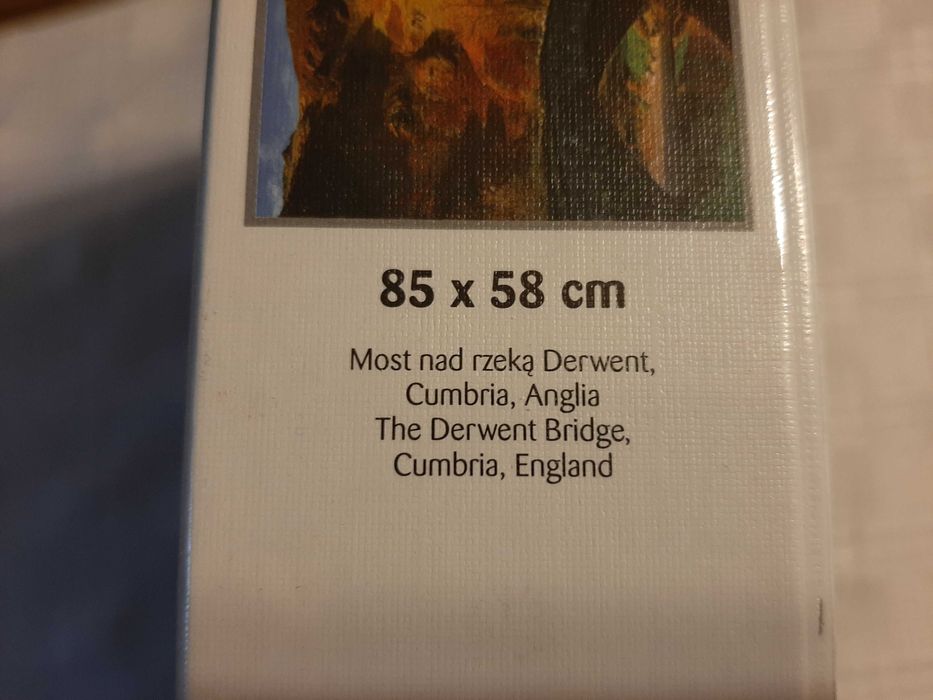 85 x 58 cm
Most nad rzeką Derwent,
Cumbria, Anglia
The Derwent Bridge,
Cumbria, England